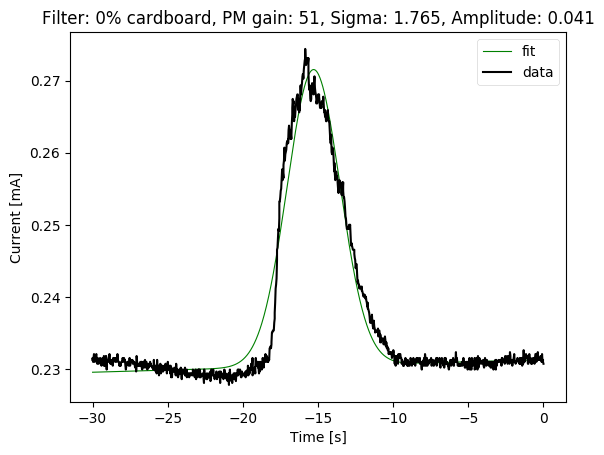 Filter: 0% cardboard, PM gain: 51, Sigma: 1.765, Amplitude: 0.041
fit
data
0.27
0.26
0.25
0.24
0.23
Current [mA]
−30
−25
−20
−15
−10
−5
0
Time [s]